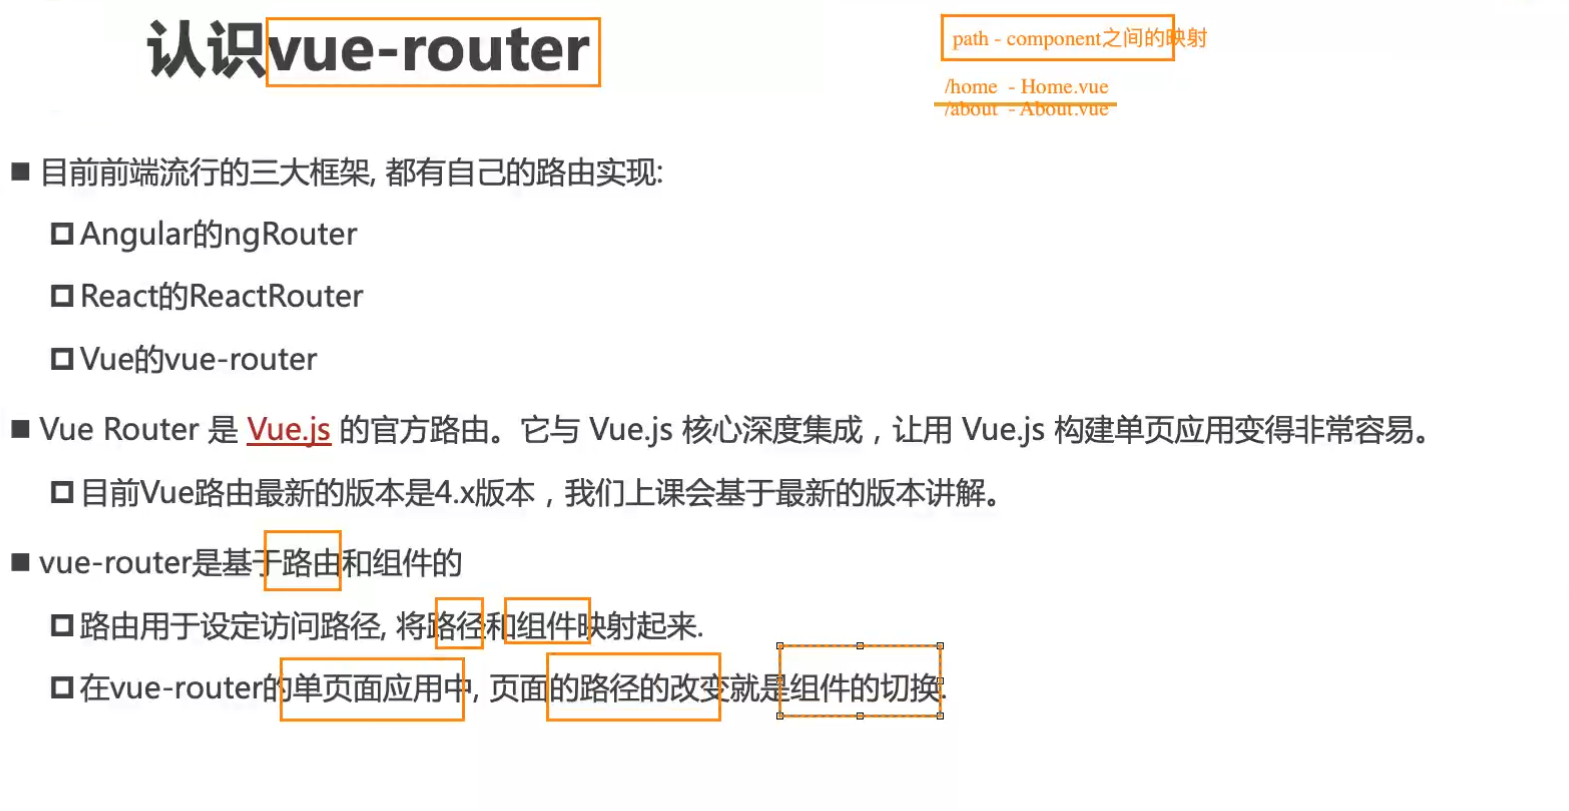 认识vue-router
path - component之间的映射
/home - Home.vue
/about - About.vue
目前前端流行的三大框架, 都有自己的路由实现:
Angular的ngRouter
React的ReactRouter
Vue的vue-router
Vue Router 是 Vue.js 的官方路由。它与 Vue.js 核心深度集成，让用 Vue.js 构建单页应用变得非常容易。
目前Vue路由最新的版本是4.x版本，我们上课会基于最新的版本讲解。
vue-router是基于路由和组件的
路由用于设定访问路径, 将路径和组件映射起来.
在vue-router的单页面应用中, 页面的路径的改变就是组件的切换.